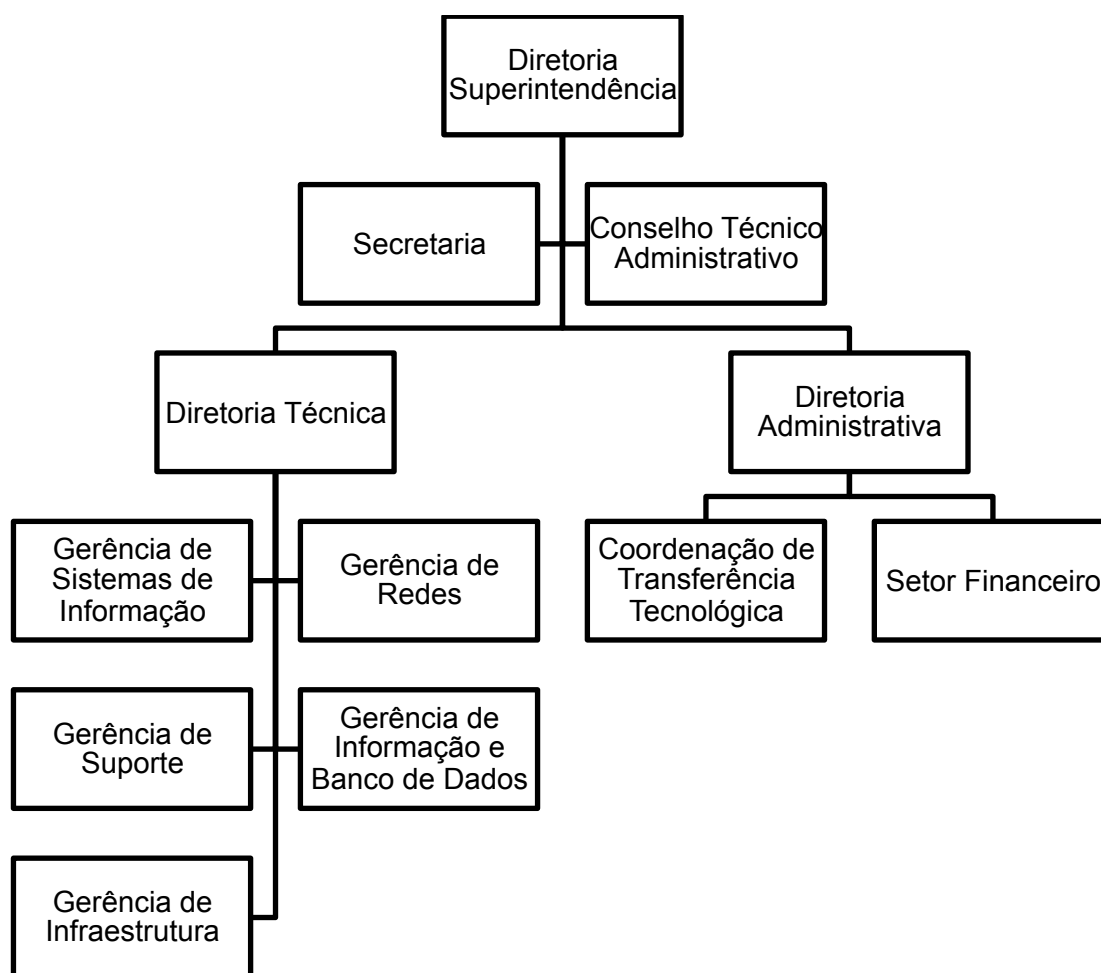 Diretoria
Superintendência
Secretaria
Conselho Técnico
Administrativo
Diretoria Técnica
Diretoria
Administrativa
Gerência de
Sistemas de
Informação
Gerência de
Redes
Coordenação de
Transferência
Tecnológica
Setor Financeiro
Gerência de
Suporte
Gerência de
Informação e
Banco de Dados
Gerência de
Infraestrutura